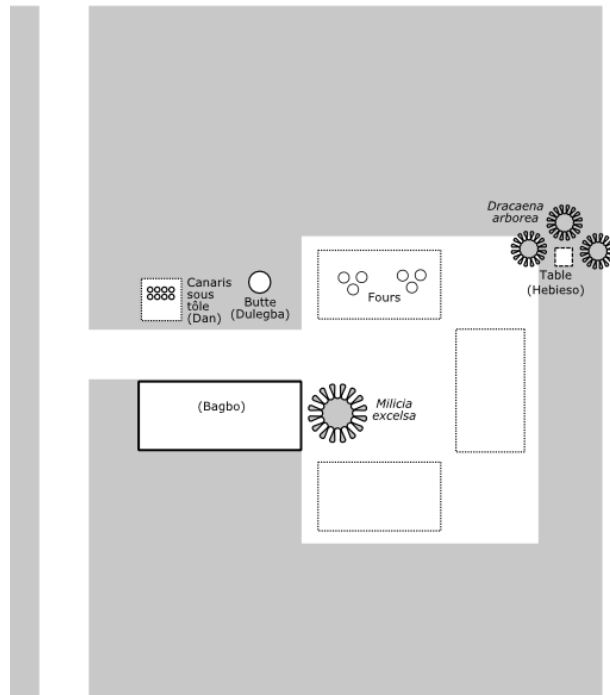 Dracaena
arborea
Table
(Hebieso)
Canaris
sous
tôle
(Dan)
Butte
(Dulegba)
Fours
(Bagbo)
Milicia
excelsa